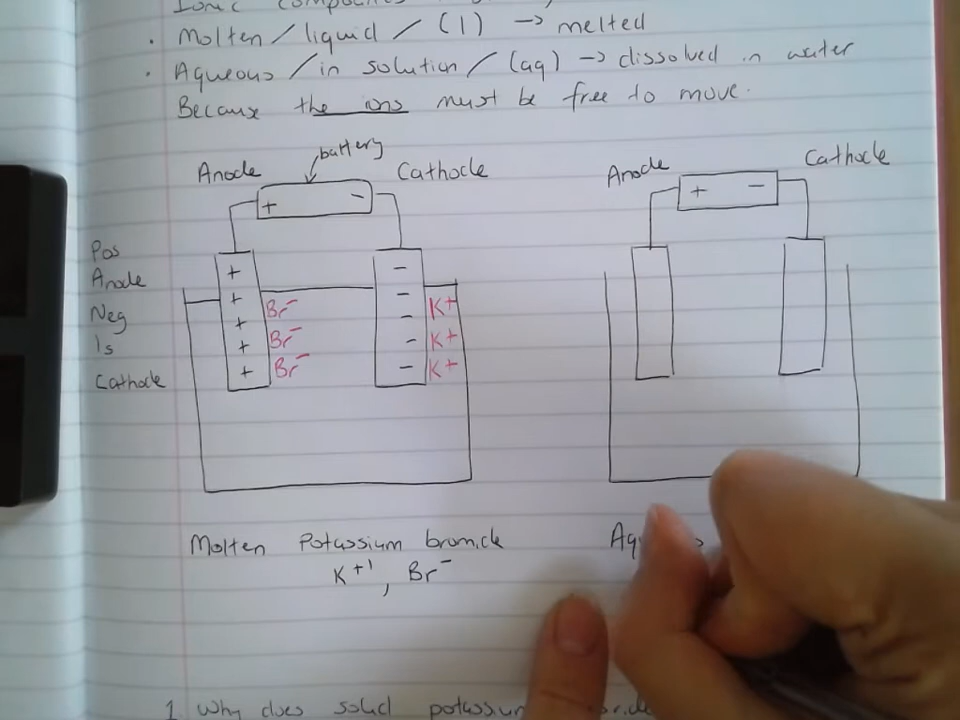 Ionic
. Molten / liquid / (l) → melted
. Aqueous / in solution / (aq) → dissolved in water
Because the ions must be free to move.
battery
Anode Cathode
+ −
Anode Cathode
+ −
Pos
Anode
Neg
Is
Cathode
+ −
+ Br⁻ − K+
+ Br⁻ − K+
+ Br⁻ − K+
+ −
Molten Potassium bromide
K+¹, Br⁻
1 Why does solid